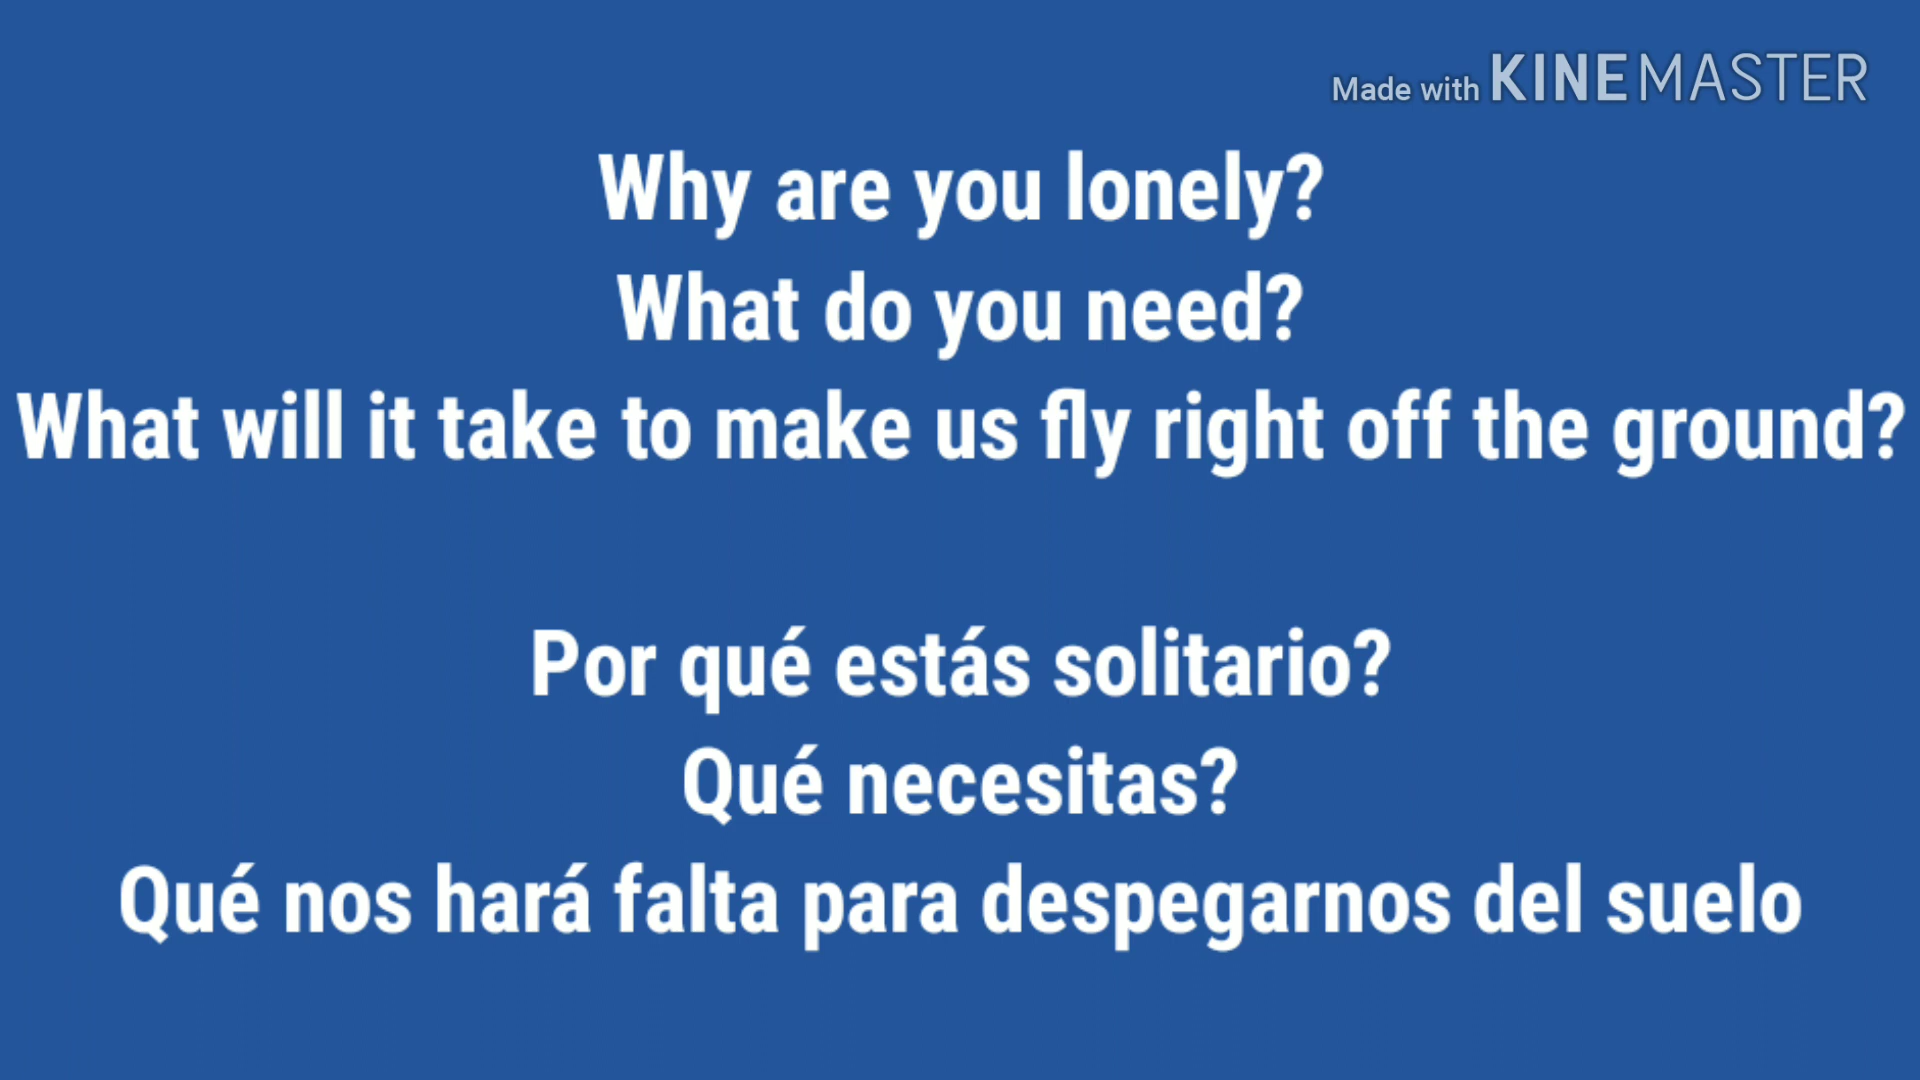 Made with KINEMASTER
Why are you lonely?
What do you need?
What will it take to make us fly right off the ground?
Por qué estás solitario?
Qué necesitas?
Qué nos hará falta para despegarnos del suelo